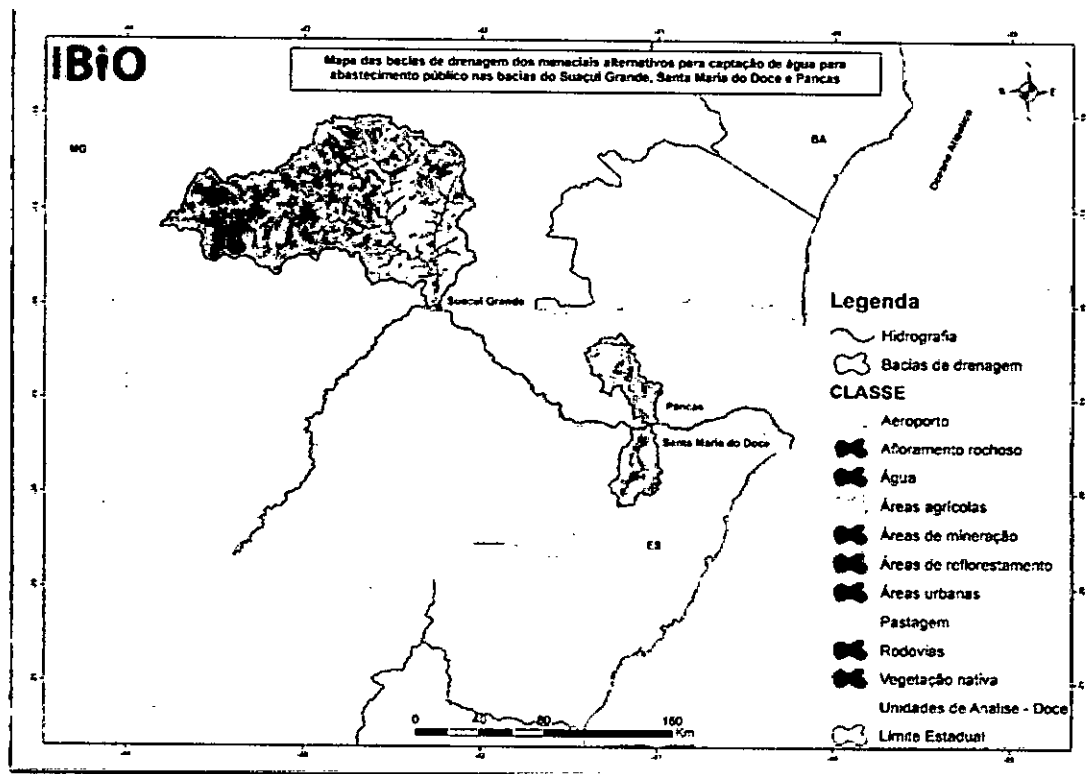 IBiO
Mapa das bacias de drenagem dos manaciais alternativos para captação de água para
abastecimento público nas bacias do Suaçuí Grande, Santa Maria do Doce e Pancas
MG
BA
Oceano Atlântico
E
Suaçuí Grande
Pancas
Santa Maria do Doce
ES
Legenda
Hidrografia
Bacias de drenagem
CLASSE
Aeroporto
Afloramento rochoso
Água
Áreas agrícolas
Áreas de mineração
Áreas de reflorestamento
Áreas urbanas
Pastagem
Rodovias
Vegetação nativa
Unidades de Análise - Doce
Límite Estadual
0 40 80 160
Km